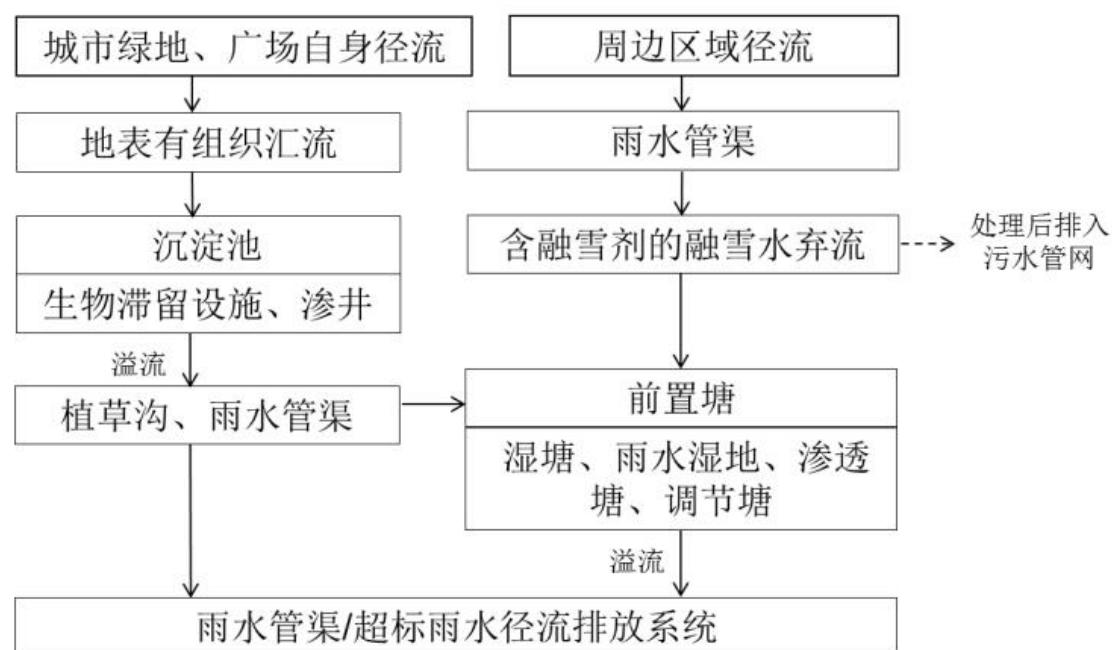 城市绿地、广场自身径流
周边区域径流
地表有组织汇流
雨水管渠
沉淀池
生物滞留设施、渗井
含融雪剂的融雪水弃流
处理后排入
污水管网
溢流
植草沟、雨水管渠
前置塘
湿塘、雨水湿地、渗透
塘、调节塘
溢流
雨水管渠/超标雨水径流排放系统